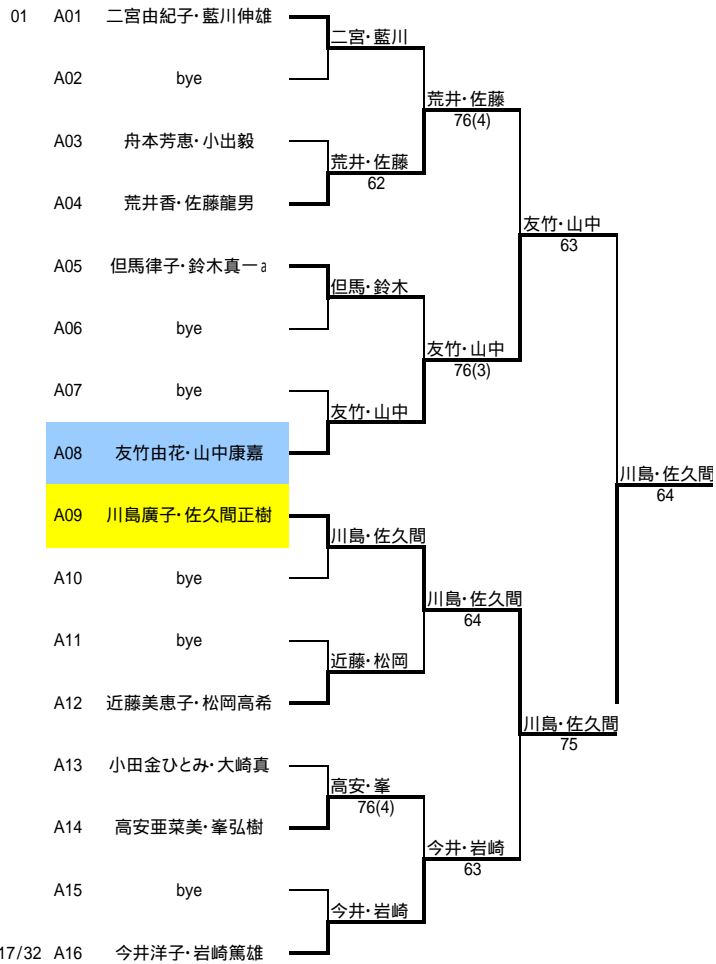 01 A01 二宮由紀子・藍川伸雄
二宮・藍川
A02 bye
荒井・佐藤
76(4)
A03 舟本芳恵・小出毅
荒井・佐藤
62
A04 荒井香・佐藤龍男
友竹・山中
63
A05 但馬律子・鈴木真一a
但馬・鈴木
A06 bye
友竹・山中
76(3)
A07 bye
友竹・山中
A08 友竹由花・山中康嘉
川島・佐久間
64
A09 川島廣子・佐久間正樹
川島・佐久間
A10 bye
川島・佐久間
64
A11 bye
近藤・松岡
A12 近藤美恵子・松岡高希
川島・佐久間
75
A13 小田金ひとみ・大崎真
高安・峯
76(4)
A14 高安亜菜美・峯弘樹
今井・岩崎
63
A15 bye
今井・岩崎
17/32 A16 今井洋子・岩崎篤雄